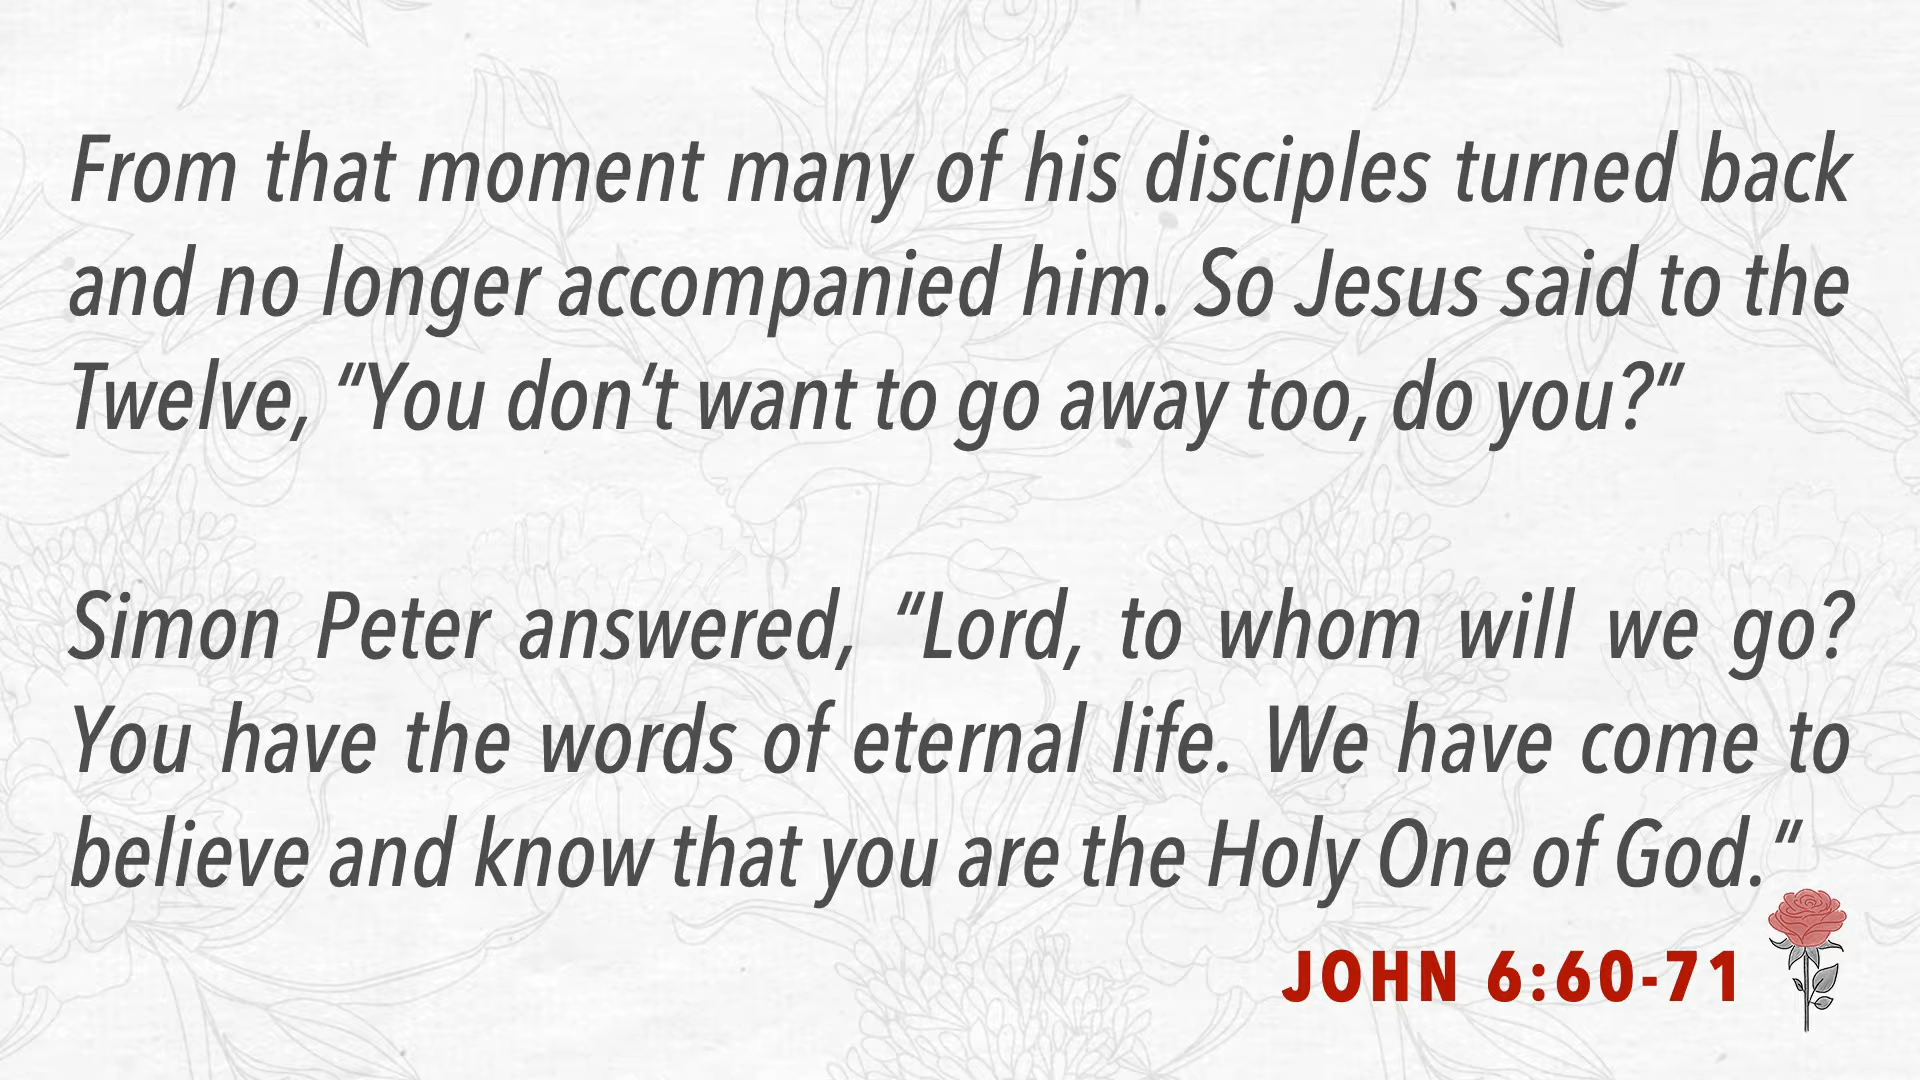 From that moment many of his disciples turned back
and no longer accompanied him. So Jesus said to the
Twelve, “You don’t want to go away too, do you?”
Simon Peter answered, “Lord, to whom will we go?
You have the words of eternal life. We have come to
believe and know that you are the Holy One of God.”
JOHN 6:60-71